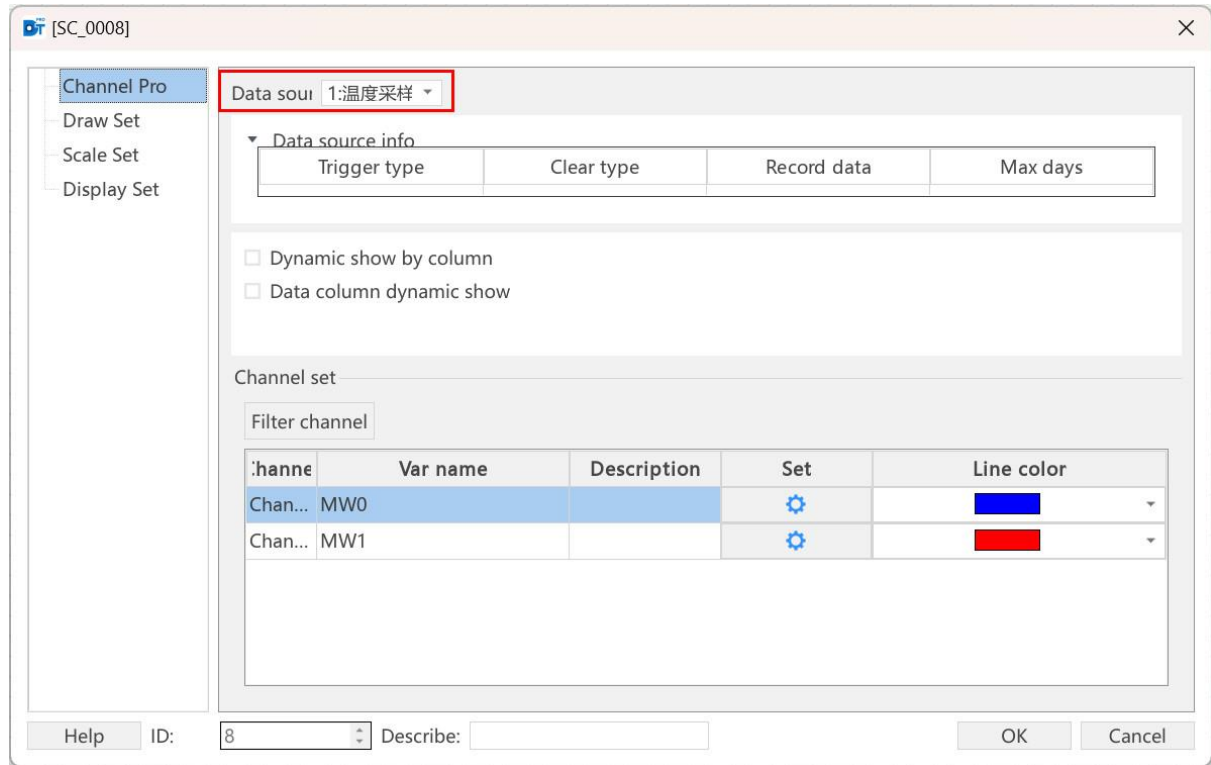 DT PRO [SC_0008]
Channel Pro
Draw Set
Scale Set
Display Set
Data sour 1:温度采样
Data source info
Trigger type Clear type Record data Max days
Dynamic show by column
Data column dynamic show
Channel set
Filter channel
Channe Var name Description Set Line color
Chan... MW0
Chan... MW1
Help ID: 8 Describe: OK Cancel